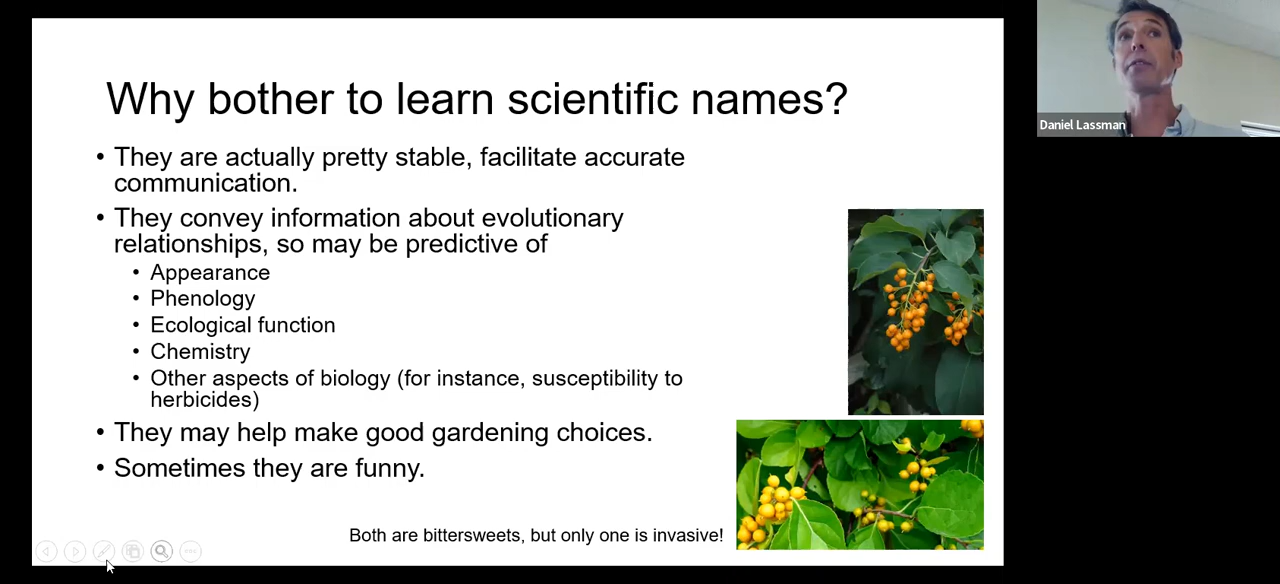 Why bother to learn scientific names?
• They are actually pretty stable, facilitate accurate
communication.
• They convey information about evolutionary
relationships, so may be predictive of
• Appearance
• Phenology
• Ecological function
• Chemistry
• Other aspects of biology (for instance, susceptibility to
herbicides)
• They may help make good gardening choices.
• Sometimes they are funny.
Both are bittersweets, but only one is invasive!
Daniel Lassman